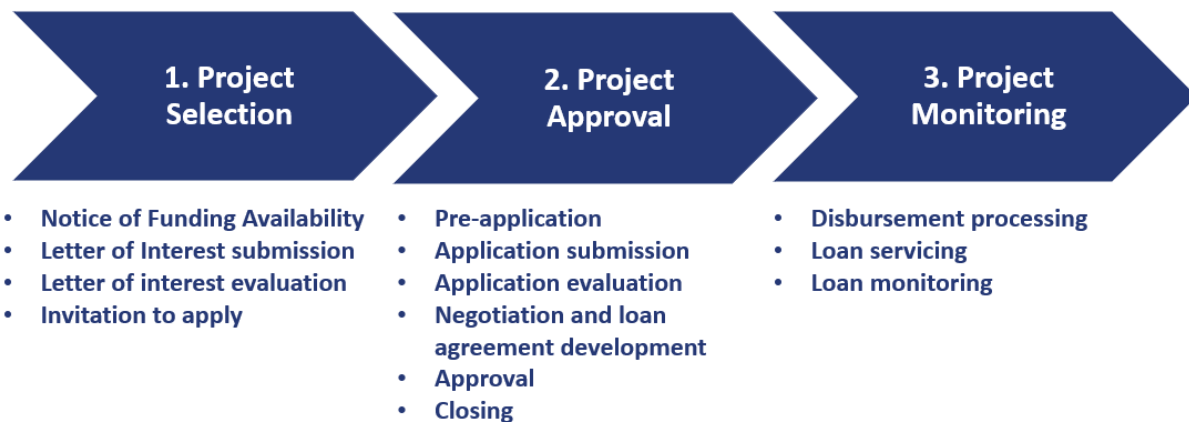 1. Project
Selection
• Notice of Funding Availability
• Letter of Interest submission
• Letter of interest evaluation
• Invitation to apply
2. Project
Approval
• Pre-application
• Application submission
• Application evaluation
• Negotiation and loan
agreement development
• Approval
• Closing
3. Project
Monitoring
• Disbursement processing
• Loan servicing
• Loan monitoring